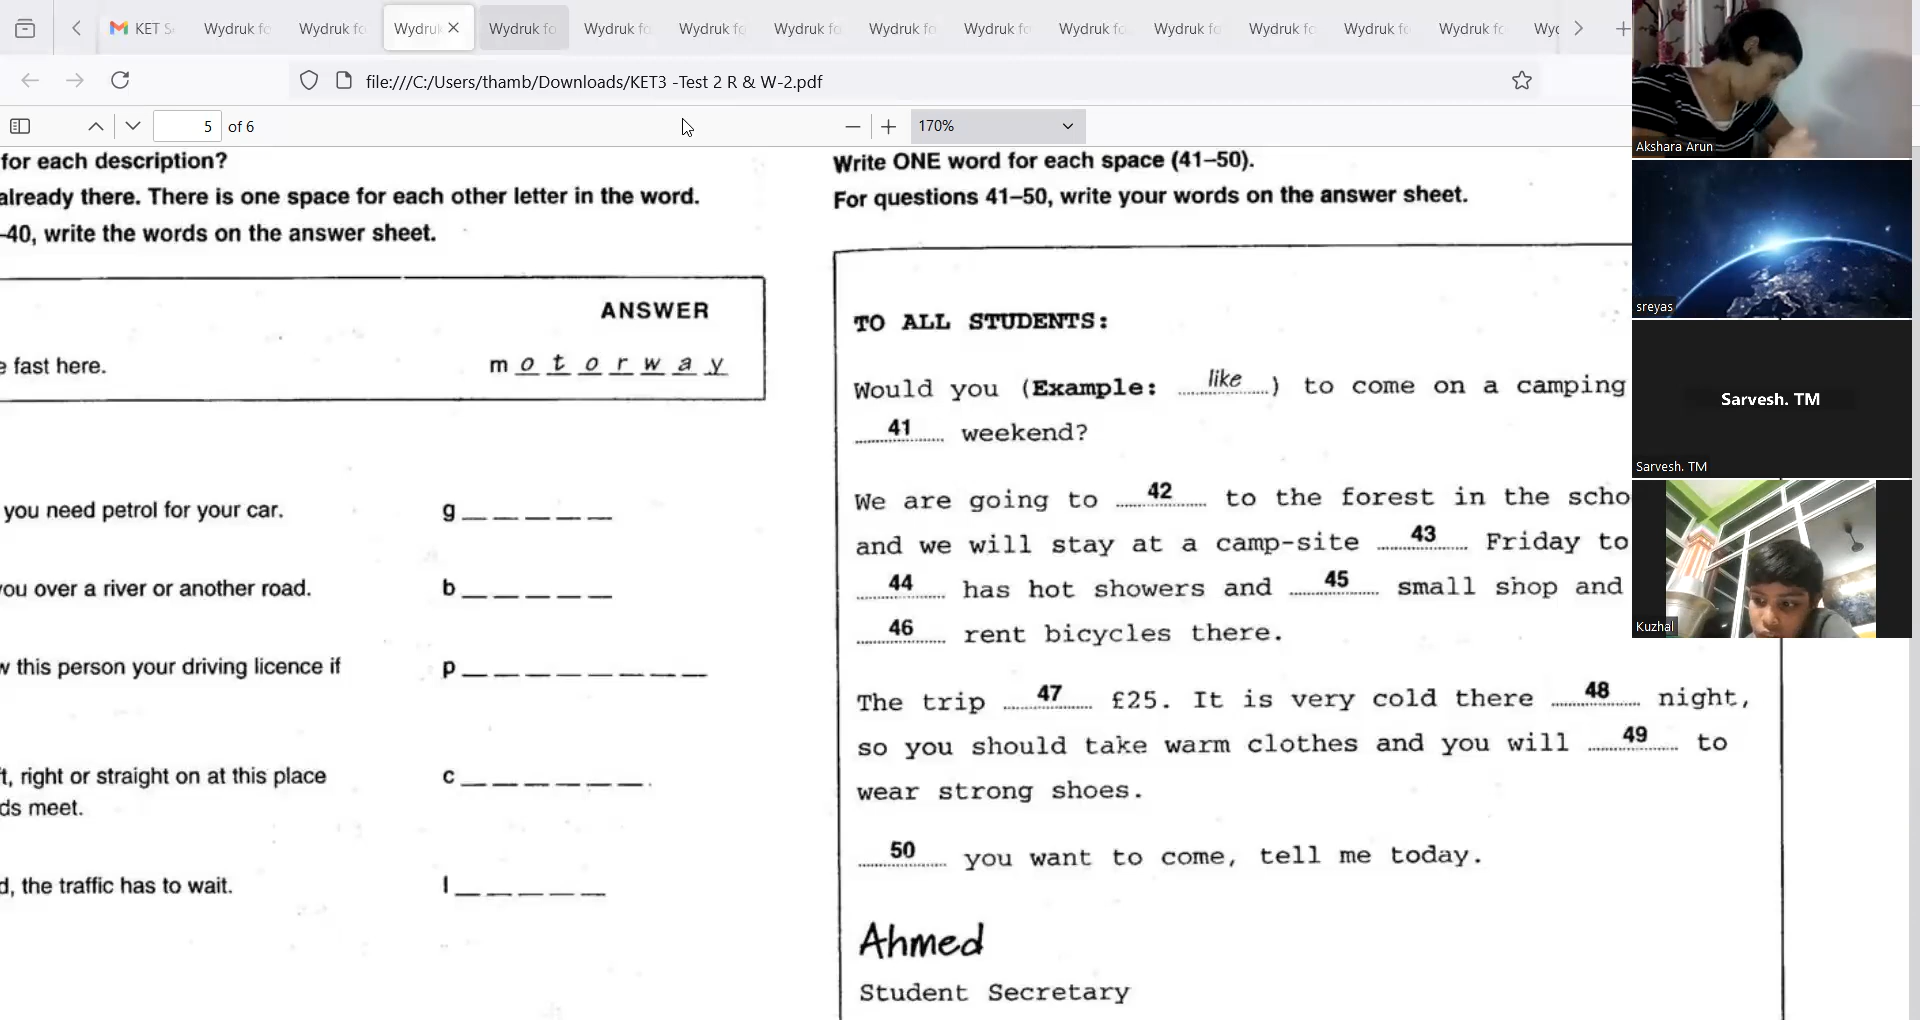 KET S
Wydruk fo
Wydruk fo
Wydruk
Wydruk fo
Wydruk fo
Wydruk fo
Wydruk fo
Wydruk fo
Wydruk fo
Wydruk fo
Wydruk fo
Wydruk fo
Wydruk fo
Wydruk fo
Wyd
file:///C:/Users/thamb/Downloads/KET3 -Test 2 R & W-2.pdf
5 of 6
170%
for each description?
already there. There is one space for each other letter in the word.
-40, write the words on the answer sheet.
ANSWER
e fast here.
m o t o r w a y
you need petrol for your car.
g _ _ _ _ _
you over a river or another road.
b _ _ _ _ _
w this person your driving licence if
p _ _ _ _ _ _ _ _
ft, right or straight on at this place
ds meet.
c _ _ _ _ _ _
d, the traffic has to wait.
l _ _ _ _ _
Write ONE word for each space (41–50).
For questions 41–50, write your words on the answer sheet.
TO ALL STUDENTS:
Would you (Example: like) to come on a camping
41 weekend?
We are going to 42 to the forest in the scho
and we will stay at a camp-site 43 Friday to
44 has hot showers and 45 small shop and
46 rent bicycles there.
The trip 47 £25. It is very cold there 48 night,
so you should take warm clothes and you will 49 to
wear strong shoes.
50 you want to come, tell me today.
Ahmed
Student Secretary
Akshara Arun
sreyas
Sarvesh. TM
Sarvesh. TM
Kuzhal